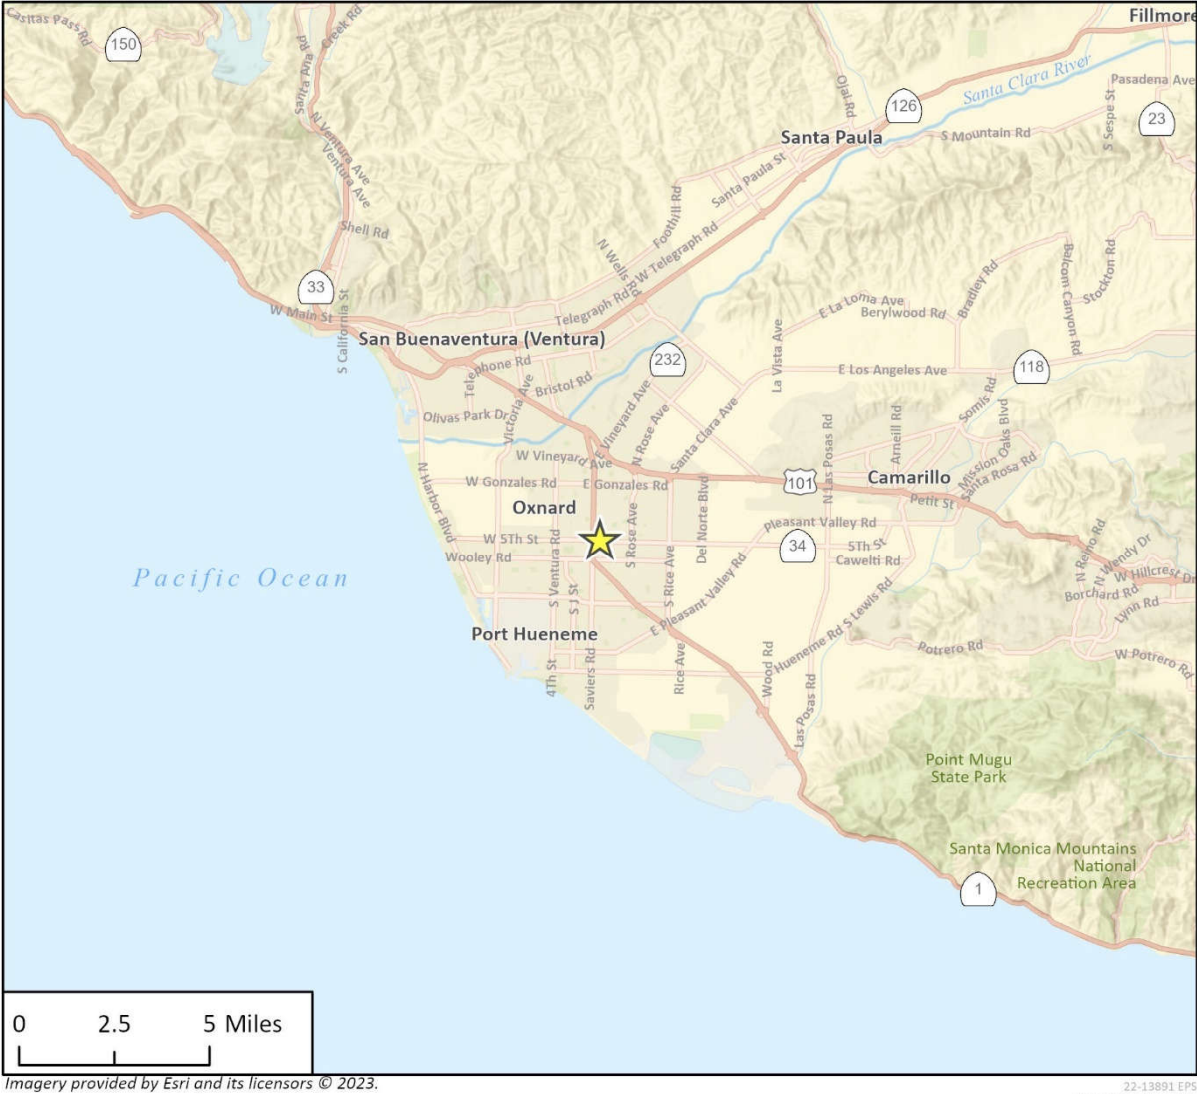 Fillmore
Casitas Pass Rd
150
Santa Ana Rd
Creek Rd
Ojai Rd
126
Santa Clara River
Pasadena Ave
S Sespe St
23
Santa Paula
S Mountain Rd
N Ventura Ave
Ventura Ave
Santa Paula St
Foothill Rd
Shell Rd
N Wells Rd
W Telegraph Rd
Balcom Canyon Rd
Stockton Rd
Bradley Rd
33
W Main St
S California St
Telegraph Rd
E La Loma Ave
Berylwood Rd
San Buenaventura (Ventura)
La Vista Ave
232
118
Telephone Rd
E Los Angeles Ave
Bristol Rd
Victoria Ave
E Vineyard Ave
N Rose Ave
Santa Clara Ave
Somis Rd
Olivas Park Dr
N Las Posas Rd
Arneill Rd
Mission Oaks Blvd
Santa Rosa Rd
W Vineyard Ave
N Harbor Blvd
W Gonzales Rd
E Gonzales Rd
Del Norte Blvd
101
Camarillo
Petit St
Oxnard
S Rose Ave
Pleasant Valley Rd
W 5Th St
34
5Th St
Wooley Rd
Cawelti Rd
N Reino Rd
N Wendy Dr
W Hillcrest Dr
Pacific Ocean
S Ventura Rd
S J St
S Rice Ave
E Pleasant Valley Rd
S Lewis Rd
Borchard Rd
Lynn Rd
Port Hueneme
Hueneme Rd
Potrero Rd
W Potrero Rd
4Th St
Saviers Rd
Rice Ave
Wood Rd
Las Posas Rd
Point Mugu
State Park
Santa Monica Mountains
National
Recreation Area
1
0 2.5 5 Miles
Imagery provided by Esri and its licensors © 2023.
22-13891 EPS